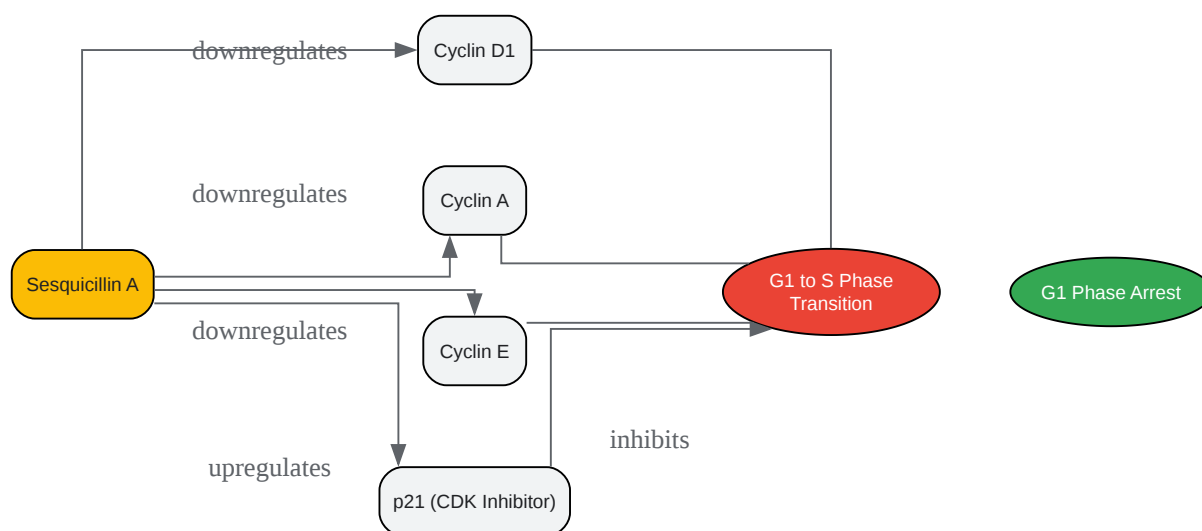 downregulates
Cyclin D1
downregulates
Cyclin A
Sesquicillin A
G1 to S Phase
Transition
G1 Phase Arrest
downregulates
Cyclin E
inhibits
upregulates
p21 (CDK Inhibitor)